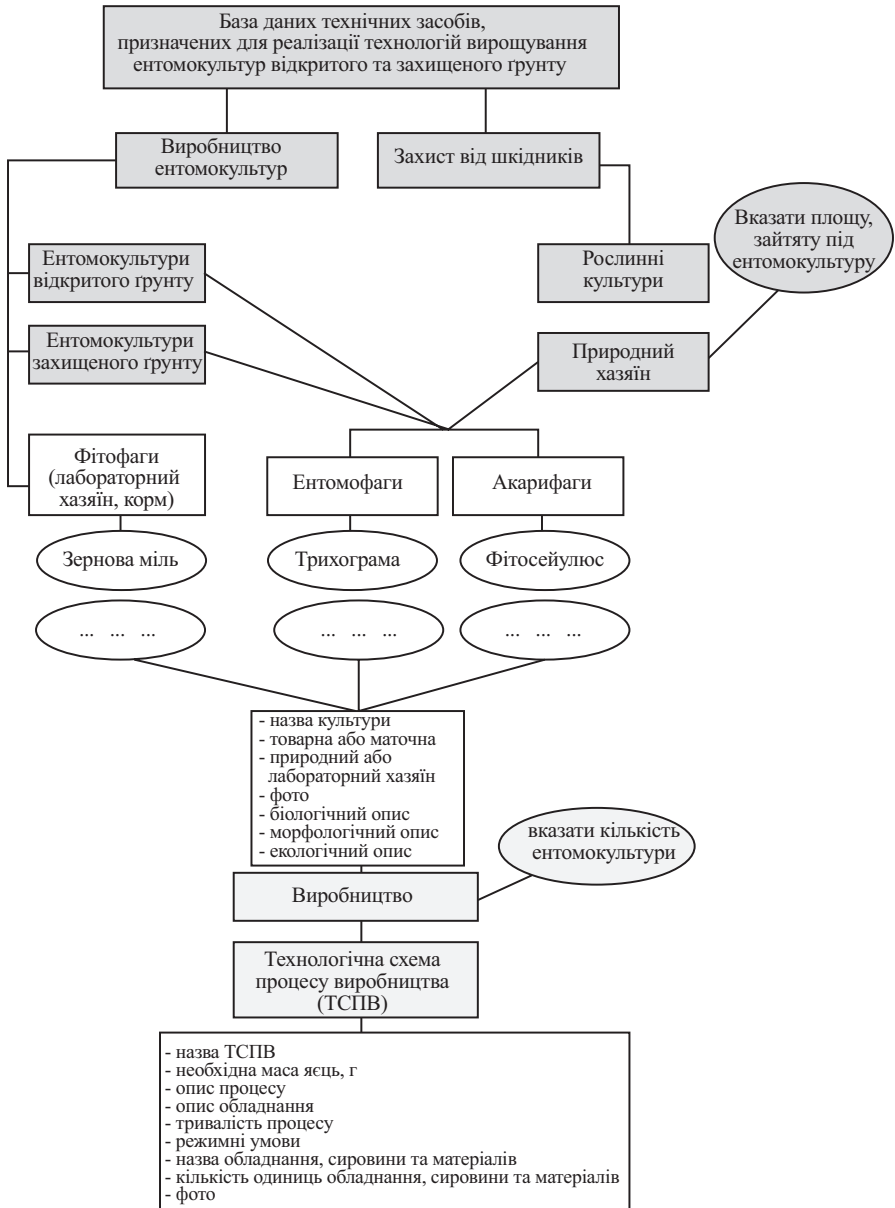 База даних технічних засобів,
призначених для реалізації технологій вирощування
ентомокультур відкритого та захищеного ґрунту
Виробництво
ентомокультур
Захист від шкідників
Вказати площу,
зайтяту під
ентомокультуру
Ентомокультури
відкритого ґрунту
Рослинні
культури
Ентомокультури
захищеного ґрунту
Природний
хазяїн
Фітофаги
(лабораторний
хазяїн, корм)
Ентомофаги
Акарифаги
Зернова міль
Трихограма
Фітосейулюс
... ... ...
... ... ...
... ... ...
- назва культури
- товарна або маточна
- природний або
лабораторний хазяїн
- фото
- біологічний опис
- морфологічний опис
- екологічний опис
вказати кількість
ентомокультури
Виробництво
Технологічна схема
процесу виробництва
(ТСПВ)
- назва ТСПВ
- необхідна маса яєць, г
- опис процесу
- опис обладнання
- тривалість процесу
- режимні умови
- назва обладнання, сировини та матеріалів
- кількість одиниць обладнання, сировини та матеріалів
- фото